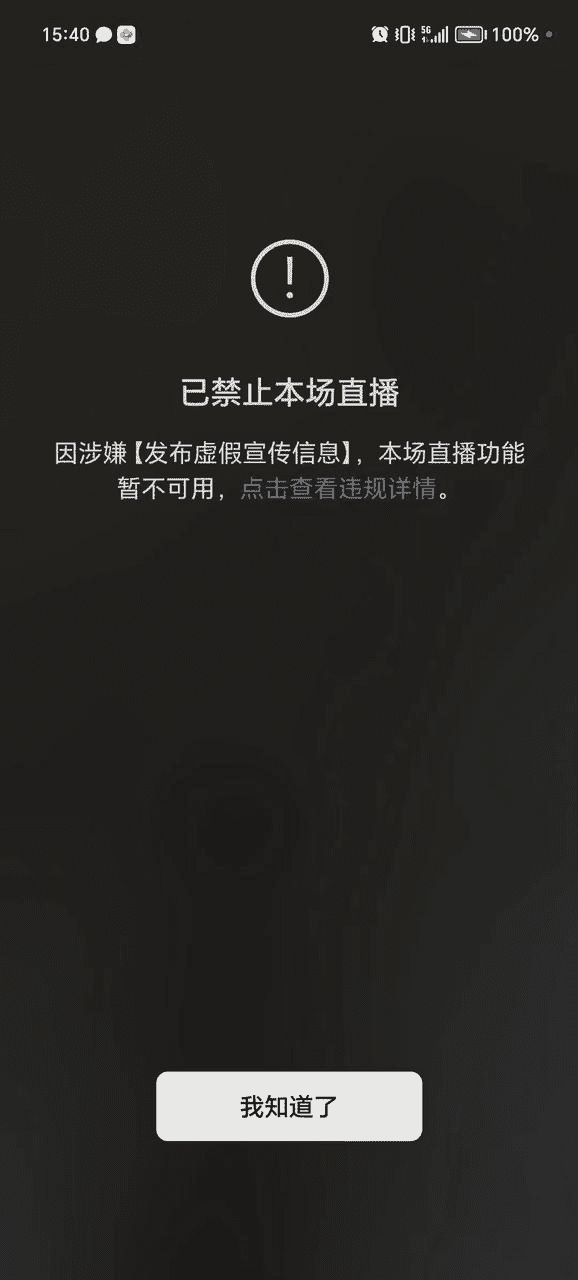 15:40 5G 100%
已禁止本场直播
因涉嫌【发布虚假宣传信息】，本场直播功能
暂不可用，点击查看违规详情。
我知道了